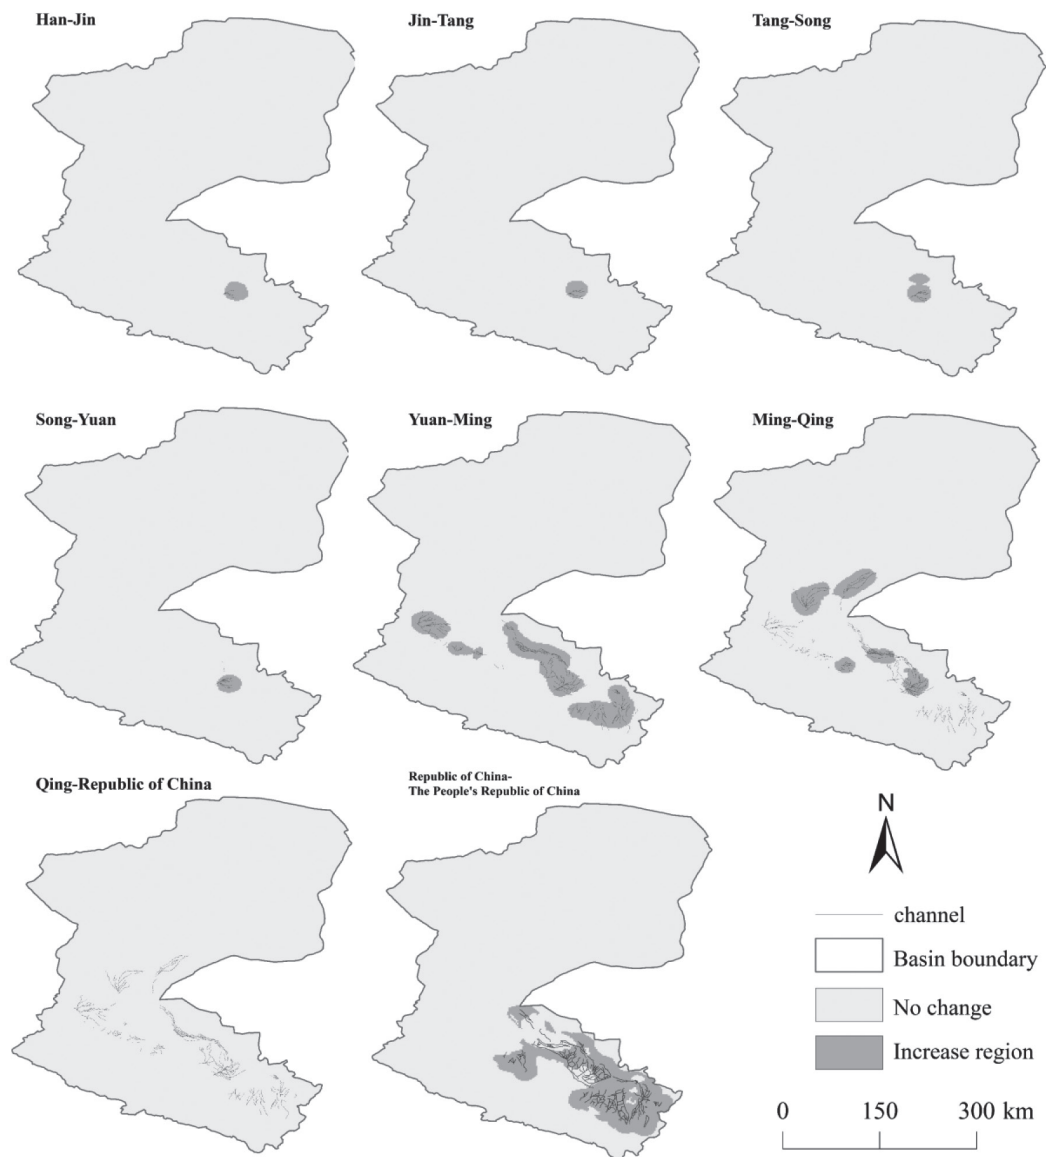 Han-Jin
Jin-Tang
Tang-Song
Song-Yuan
Yuan-Ming
Ming-Qing
Qing-Republic of China
Republic of China-
The People's Republic of China
N
channel
Basin boundary
No change
Increase region
0 150 300 km